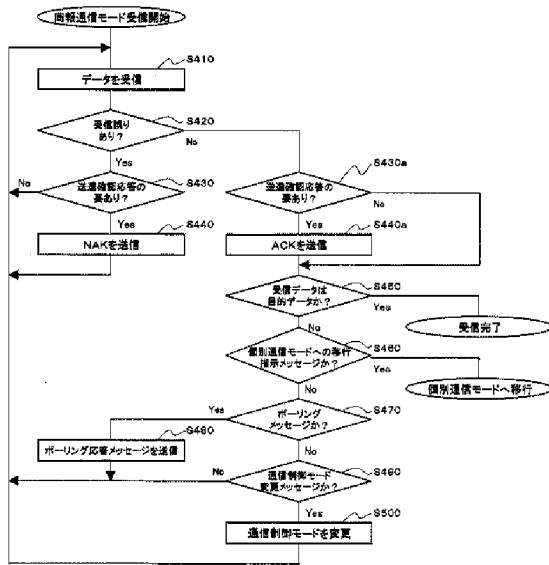 同報通信モード受信開始
S410
データを受信
S420
受信誤り
あり?
No
Yes
S430
送達確認応答の
要あり?
No
Yes
S430a
送達確認応答の
要あり?
No
Yes
S440
NAKを送信
S440a
ACKを送信
S450
受信データは
目的データか?
Yes
No
受信完了
S460
個別通信モードへの移行
指示メッセージか?
Yes
No
個別通信モードへ移行
S470
ポーリング
メッセージか?
Yes
No
S480
ポーリング応答メッセージを送信
S490
通信制御モード
変更メッセージか?
No
Yes
S500
通信制御モードを変更